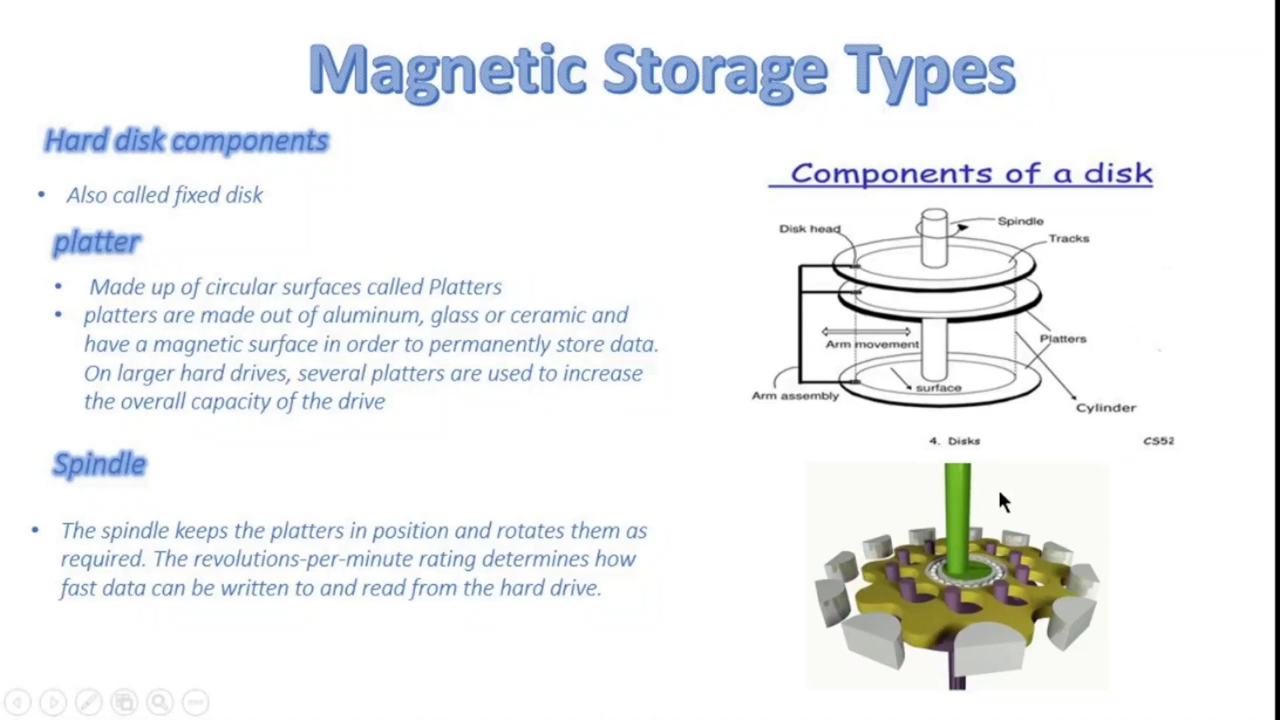 Magnetic Storage Types
Hard disk components
• Also called fixed disk
platter
• Made up of circular surfaces called Platters
• platters are made out of aluminum, glass or ceramic and
have a magnetic surface in order to permanently store data.
On larger hard drives, several platters are used to increase
the overall capacity of the drive
Spindle
• The spindle keeps the platters in position and rotates them as
required. The revolutions-per-minute rating determines how
fast data can be written to and read from the hard drive.
Components of a disk
Spindle
Disk head
Tracks
Arm movement
Platters
surface
Arm assembly
Cylinder
4. Disks
CS52